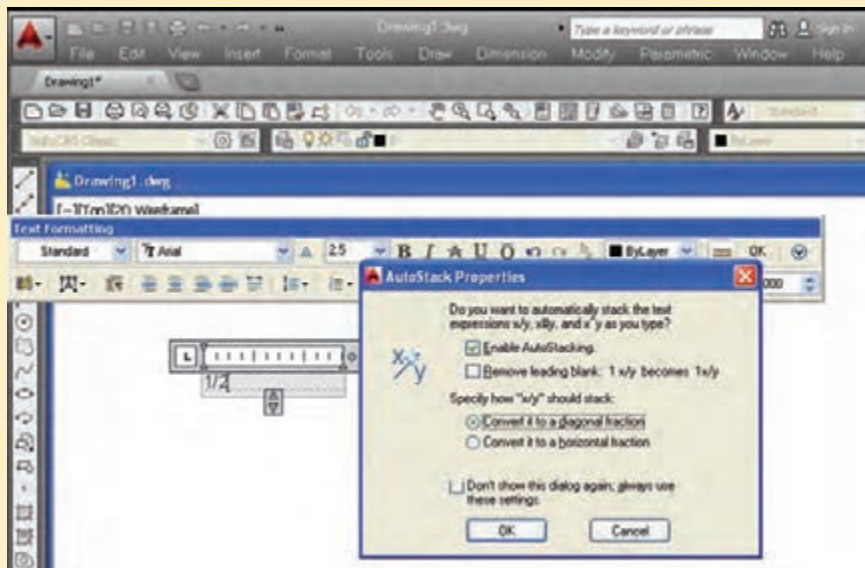 Drawing1.dwg
Type a keyword or phrase
Sign In
File Edit View Insert Format Tools Draw Dimension Modify Parametric Window Help
Drawing1*
Standard
AutoCAD Classic
ByLayer
Drawing1.dwg
[-][Top][2D Wireframe]
Text Formatting
Standard Arial 2.5 B I A U O ByLayer OK
AutoStack Properties
Do you want to automatically stack the text
expressions x/y, x#y, and x^y as you type?
Enable AutoStacking.
Remove leading blank: 1 x/y becomes 1x/y
Specify how "x/y" should stack:
Convert it to a diagonal fraction
Convert it to a horizontal fraction
Don't show this dialog again; always use
these settings
OK Cancel
L
1/2
x/y